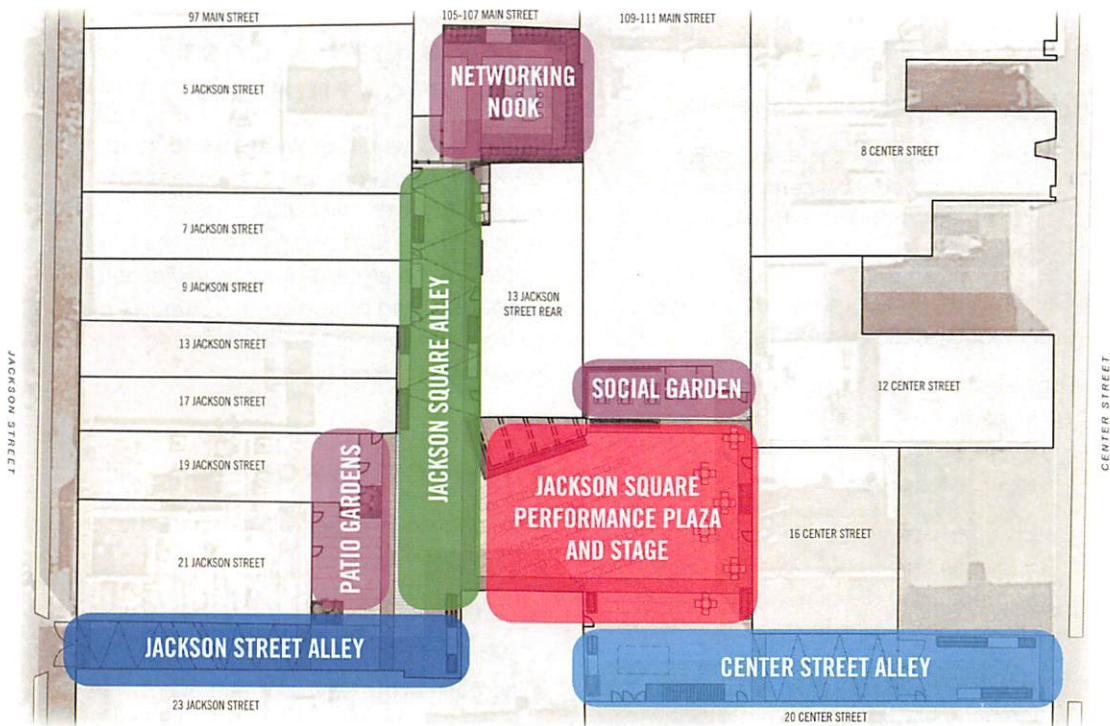 97 MAIN STREET
105-107 MAIN STREET
109-111 MAIN STREET
NETWORKING
NOOK
5 JACKSON STREET
8 CENTER STREET
7 JACKSON STREET
9 JACKSON STREET
13 JACKSON
STREET REAR
13 JACKSON STREET
JACKSON SQUARE ALLEY
SOCIAL GARDEN
12 CENTER STREET
17 JACKSON STREET
JACKSON STREET
CENTER STREET
19 JACKSON STREET
PATIO GARDENS
JACKSON SQUARE
PERFORMANCE PLAZA
AND STAGE
16 CENTER STREET
21 JACKSON STREET
JACKSON STREET ALLEY
CENTER STREET ALLEY
23 JACKSON STREET
20 CENTER STREET